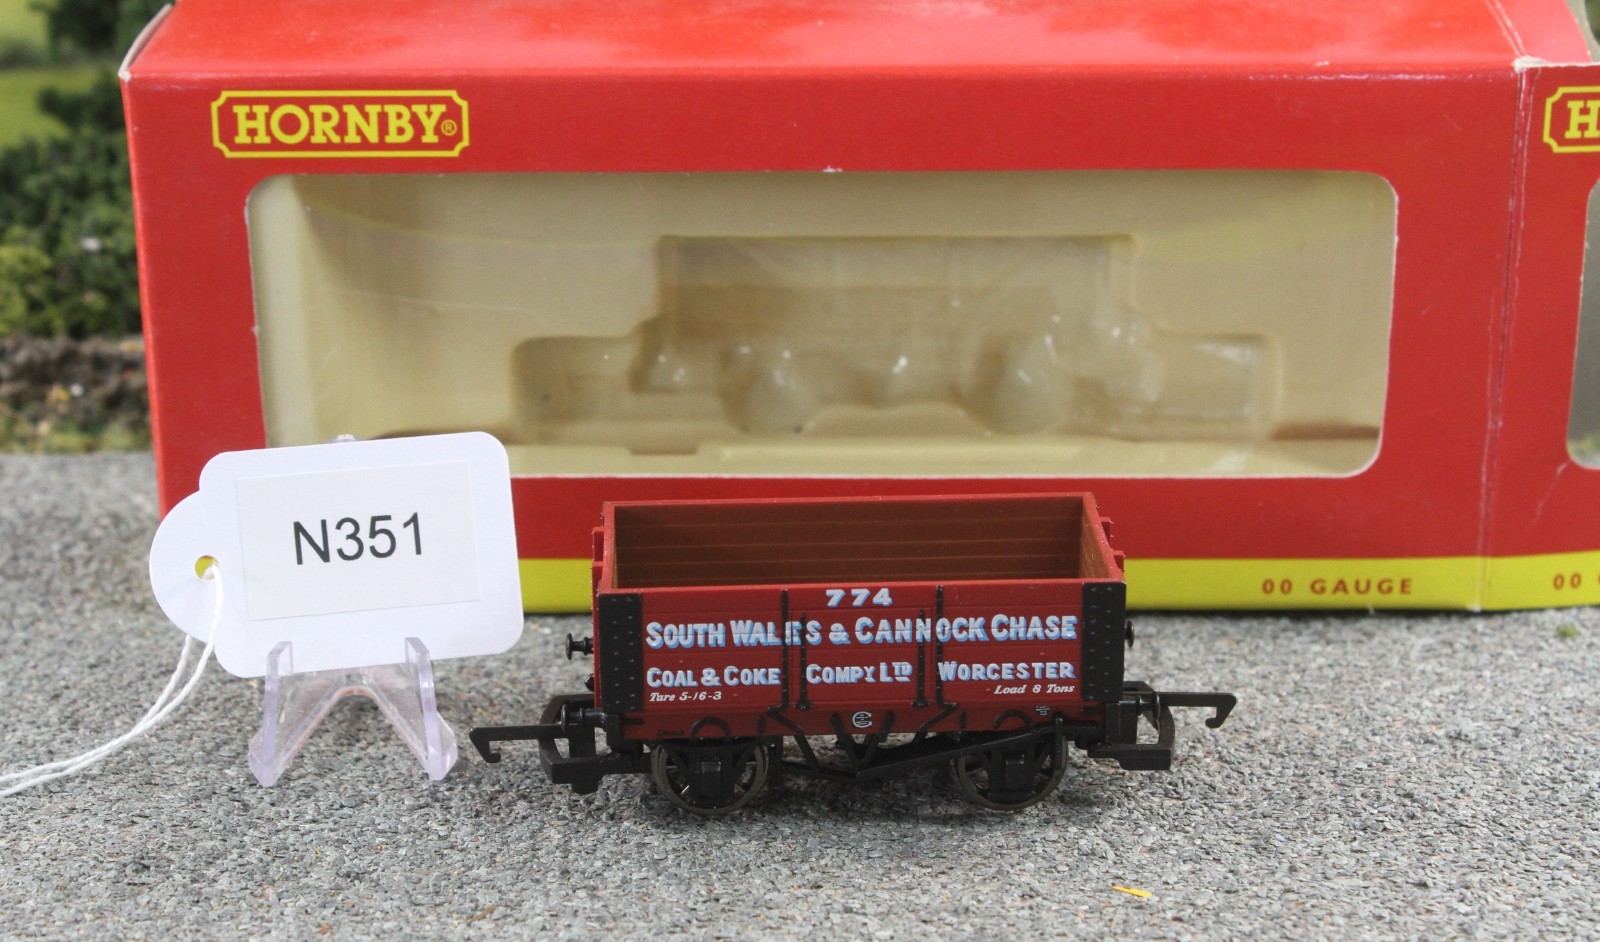 HORNBY®
H
00 GAUGE
00
N351
774
SOUTH WALES & CANNOCK CHASE
COAL & COKE COMPY LTD WORCESTER
Tare 5-16-3 Load 8 Tons